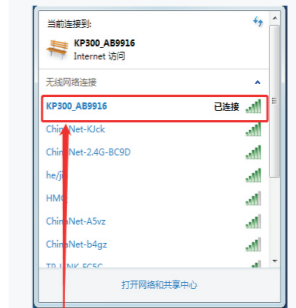 当前连接到:
KP300_AB9916
Internet 访问
无线网络连接
KP300_AB9916 已连接
ChinaNet-KJck
ChinaNet-2.4G-BC9D
HMC
ChinaNet-A5vz
ChinaNet-b4gz
打开网络和共享中心